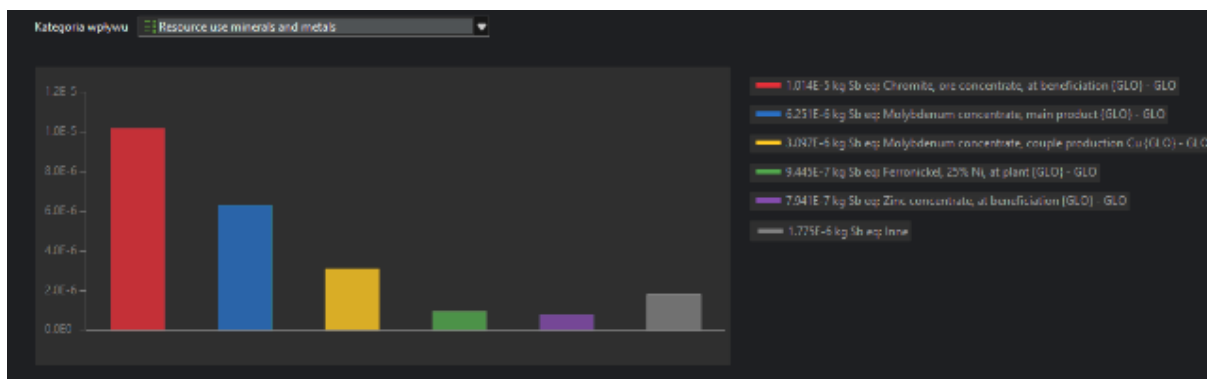 Kategoria wpływu Resource use minerals and metals
1.2E-5
1.0E-5
8.0E-6
6.0E-6
4.0E-6
2.0E-6
0.0E0
1.014E-5 kg Sb eq: Chromite, ore concentrate, at beneficiation {GLO} - GLO
6.251E-6 kg Sb eq: Molybdenum concentrate, main product {GLO} - GLO
3.092E-6 kg Sb eq: Molybdenum concentrate, couple production Cu {GLO} - GLO
9.445E-7 kg Sb eq: Ferronickel, 25% Ni, at plant {GLO} - GLO
7.941E-7 kg Sb eq: Zinc concentrate, at beneficiation {GLO} - GLO
1.775E-6 kg Sb eq: Inne